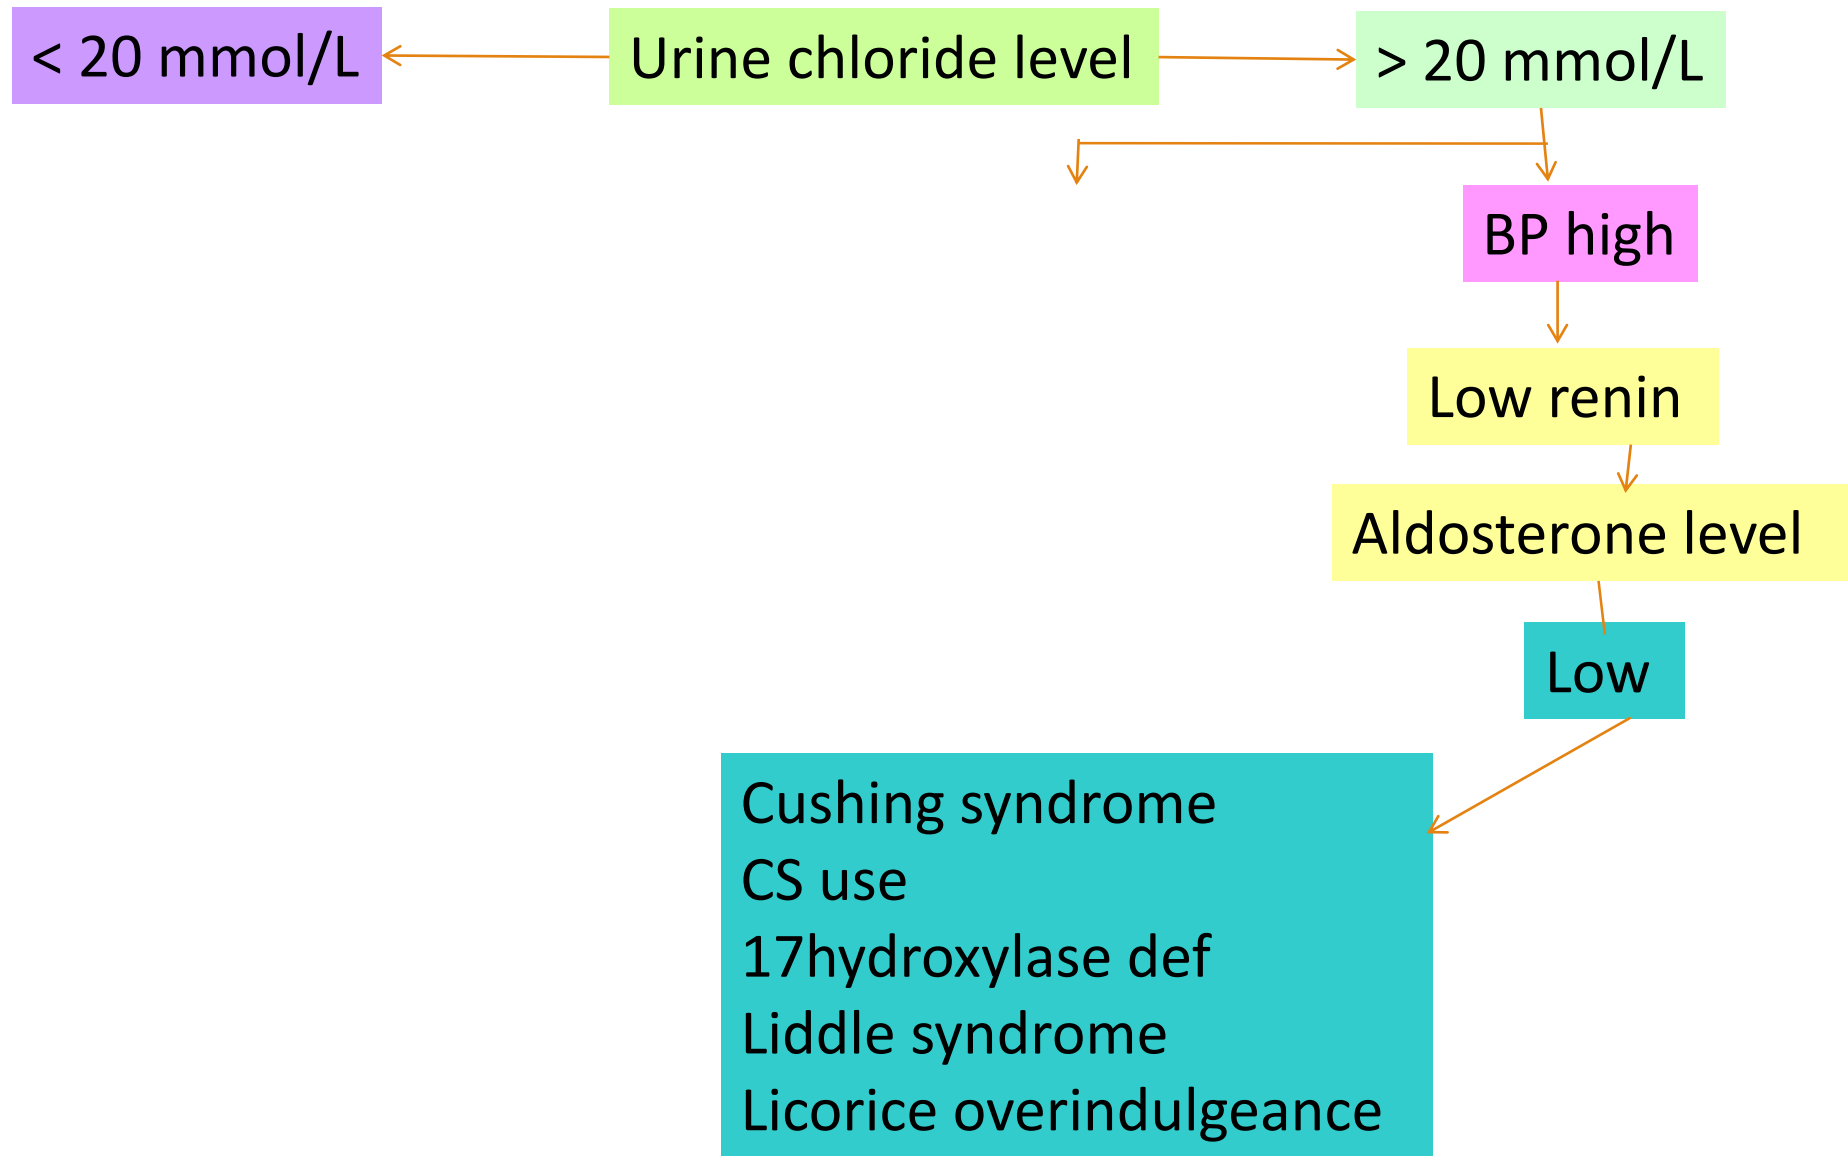 < 20 mmol/L
Urine chloride level
> 20 mmol/L
BP high
Low renin
Aldosterone level
Low
Cushing syndrome
CS use
17hydroxylase def
Liddle syndrome
Licorice overindulgeance